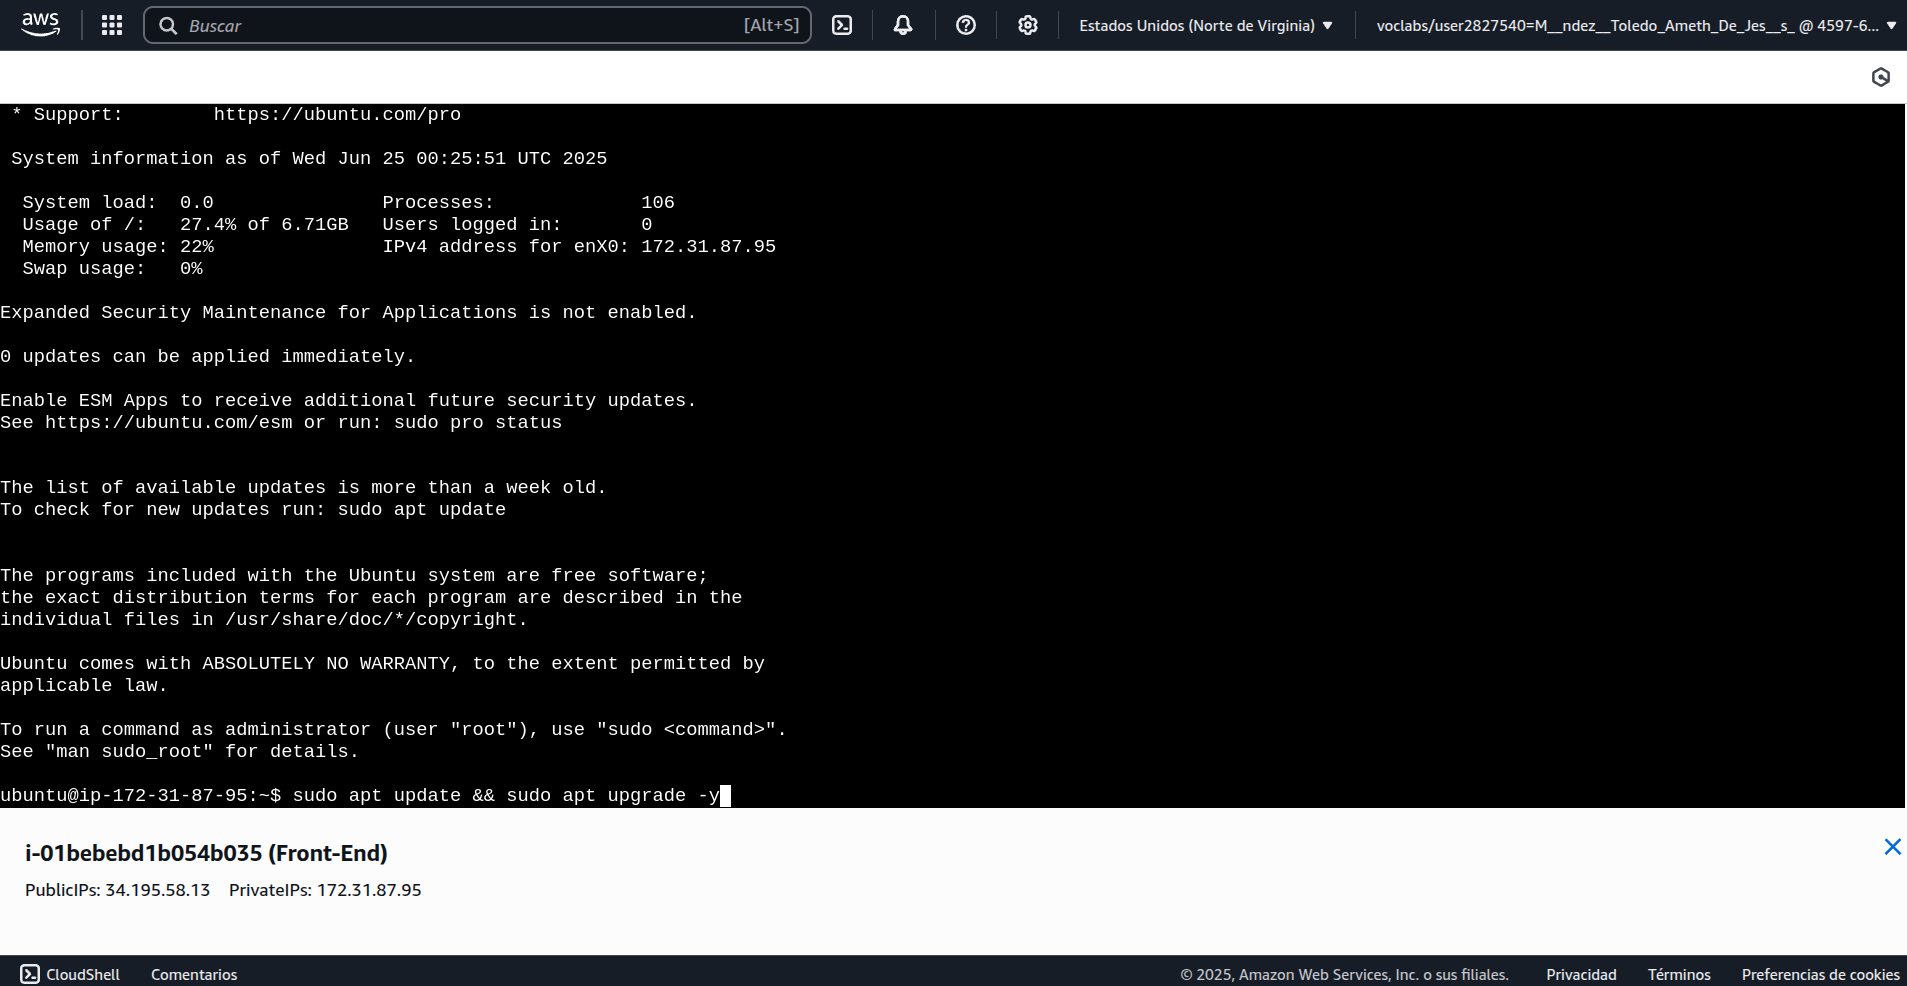 aws
Buscar [Alt+S] Estados Unidos (Norte de Virginia) voclabs/user2827540=M__ndez__Toledo_Ameth_De_Jes__s_ @ 4597-6...
* Support: https://ubuntu.com/pro
System information as of Wed Jun 25 00:25:51 UTC 2025
System load: 0.0 Processes: 106
Usage of /: 27.4% of 6.71GB Users logged in: 0
Memory usage: 22% IPv4 address for enX0: 172.31.87.95
Swap usage: 0%
Expanded Security Maintenance for Applications is not enabled.
0 updates can be applied immediately.
Enable ESM Apps to receive additional future security updates.
See https://ubuntu.com/esm or run: sudo pro status
The list of available updates is more than a week old.
To check for new updates run: sudo apt update
The programs included with the Ubuntu system are free software;
the exact distribution terms for each program are described in the
individual files in /usr/share/doc/*/copyright.
Ubuntu comes with ABSOLUTELY NO WARRANTY, to the extent permitted by
applicable law.
To run a command as administrator (user "root"), use "sudo <command>".
See "man sudo_root" for details.
ubuntu@ip-172-31-87-95:~$ sudo apt update && sudo apt upgrade -y
i-01bebebd1b054b035 (Front-End)
PublicIPs: 34.195.58.13 PrivateIPs: 172.31.87.95
CloudShell Comentarios © 2025, Amazon Web Services, Inc. o sus filiales. Privacidad Términos Preferencias de cookies